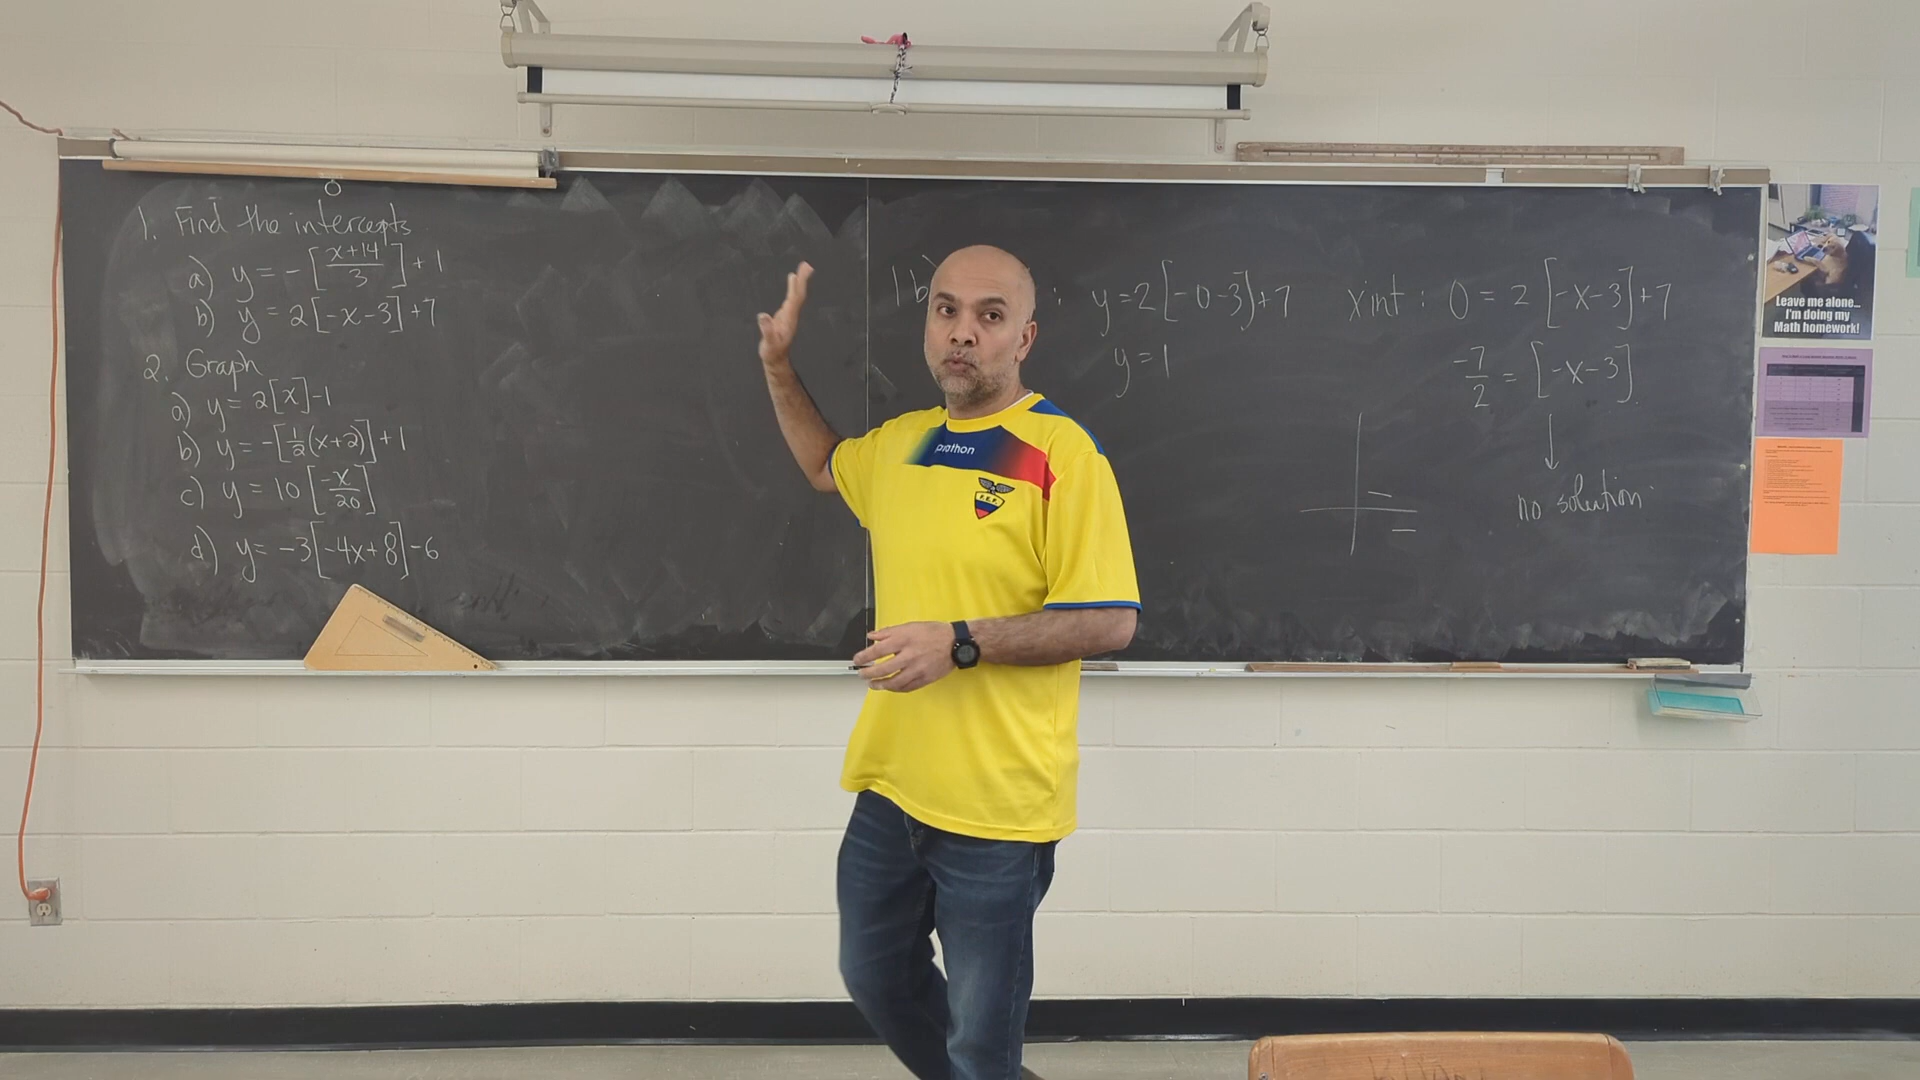 1. Find the intercepts
a) y = -[x+14/3] + 1
b) y = 2[-x-3]+7
2. Graph
a) y = 2[x]-1
b) y = -[1/2(x+2)]+1
c) y = 10[-x/20]
d) y = -3[-4x+8]-6
1b) : y=2[-0-3]+7
y=1
x int : 0 = 2[-x-3]+7
-7/2 = [-x-3]
no solution
marathon
F.E.F.
Leave me alone...
I'm doing my
Math homework!